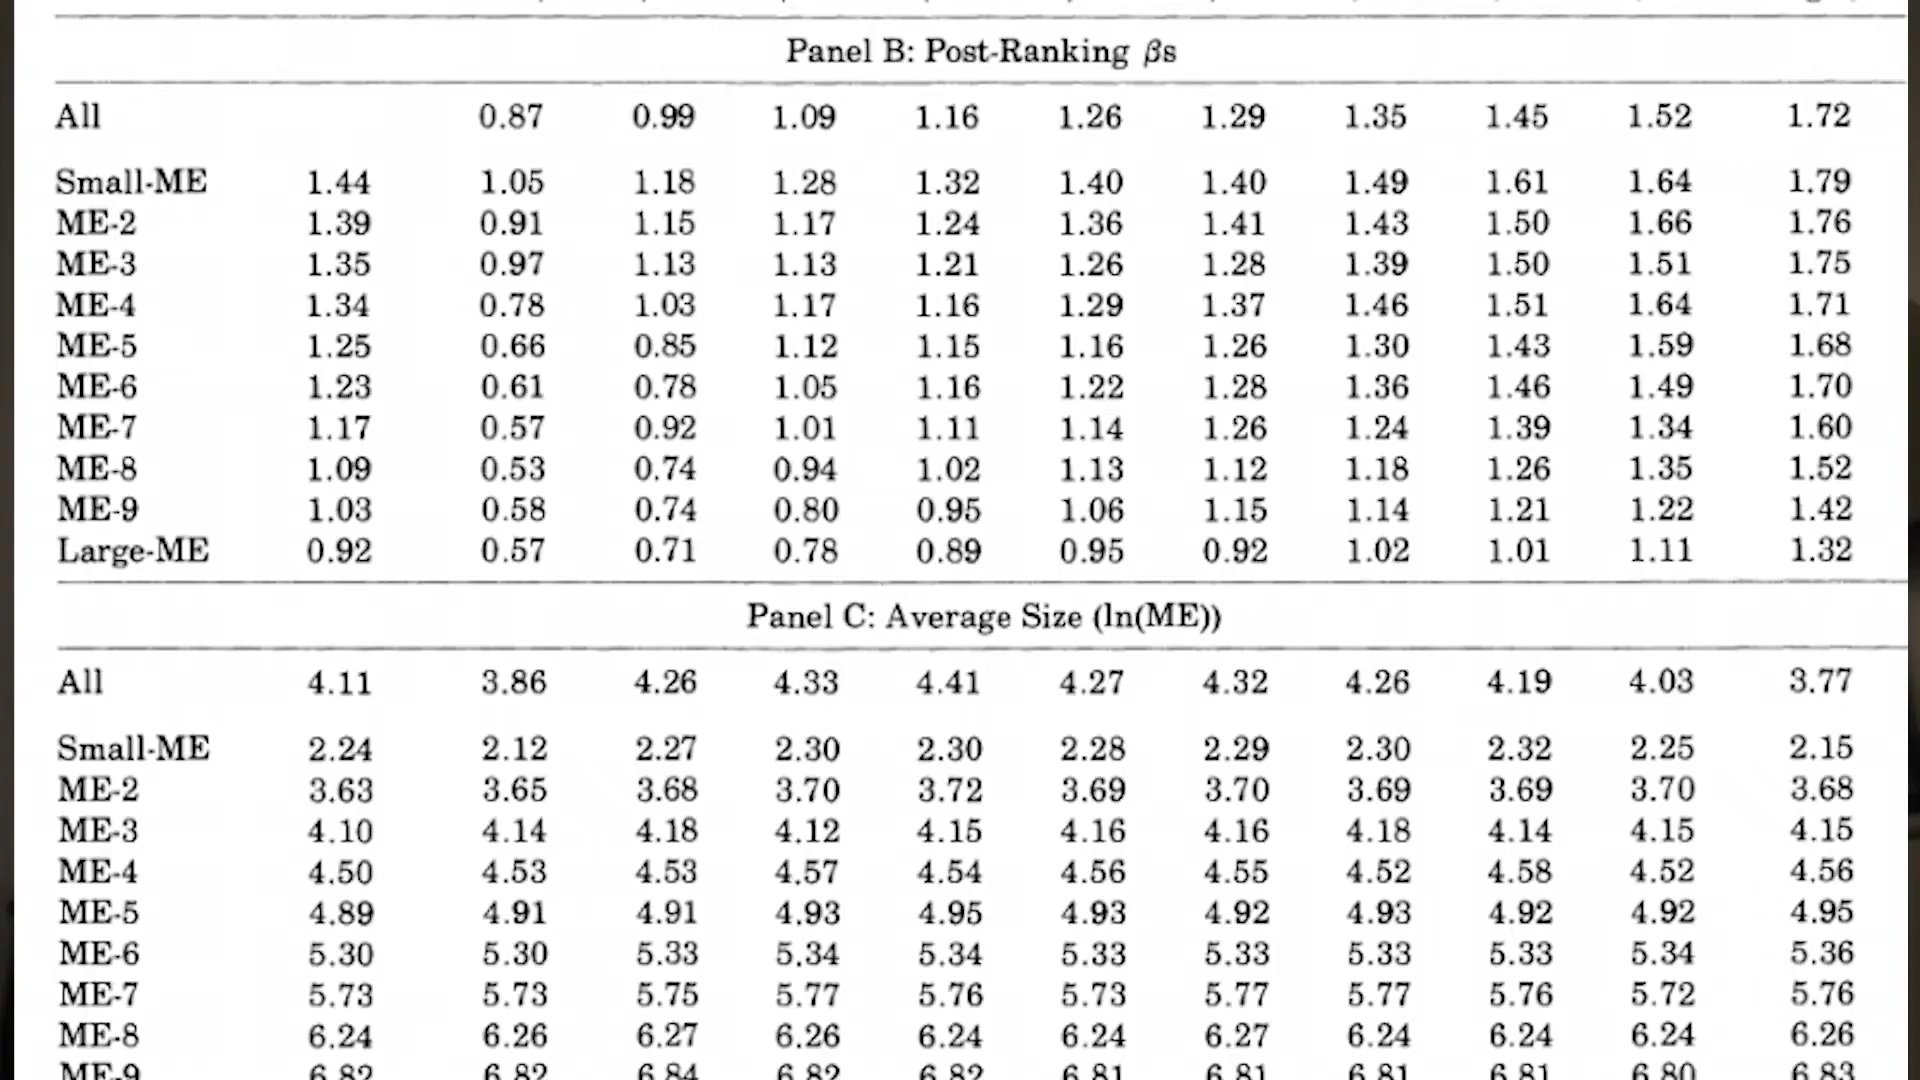 Panel B: Post-Ranking βs
All 0.87 0.99 1.09 1.16 1.26 1.29 1.35 1.45 1.52 1.72
Small-ME 1.44 1.05 1.18 1.28 1.32 1.40 1.40 1.49 1.61 1.64 1.79
ME-2 1.39 0.91 1.15 1.17 1.24 1.36 1.41 1.43 1.50 1.66 1.76
ME-3 1.35 0.97 1.13 1.13 1.21 1.26 1.28 1.39 1.50 1.51 1.75
ME-4 1.34 0.78 1.03 1.17 1.16 1.29 1.37 1.46 1.51 1.64 1.71
ME-5 1.25 0.66 0.85 1.12 1.15 1.16 1.26 1.30 1.43 1.59 1.68
ME-6 1.23 0.61 0.78 1.05 1.16 1.22 1.28 1.36 1.46 1.49 1.70
ME-7 1.17 0.57 0.92 1.01 1.11 1.14 1.26 1.24 1.39 1.34 1.60
ME-8 1.09 0.53 0.74 0.94 1.02 1.13 1.12 1.18 1.26 1.35 1.52
ME-9 1.03 0.58 0.74 0.80 0.95 1.06 1.15 1.14 1.21 1.22 1.42
Large-ME 0.92 0.57 0.71 0.78 0.89 0.95 0.92 1.02 1.01 1.11 1.32
Panel C: Average Size (ln(ME))
All 4.11 3.86 4.26 4.33 4.41 4.27 4.32 4.26 4.19 4.03 3.77
Small-ME 2.24 2.12 2.27 2.30 2.30 2.28 2.29 2.30 2.32 2.25 2.15
ME-2 3.63 3.65 3.68 3.70 3.72 3.69 3.70 3.69 3.69 3.70 3.68
ME-3 4.10 4.14 4.18 4.12 4.15 4.16 4.16 4.18 4.14 4.15 4.15
ME-4 4.50 4.53 4.53 4.57 4.54 4.56 4.55 4.52 4.58 4.52 4.56
ME-5 4.89 4.91 4.91 4.93 4.95 4.93 4.92 4.93 4.92 4.92 4.95
ME-6 5.30 5.30 5.33 5.34 5.34 5.33 5.33 5.33 5.33 5.34 5.36
ME-7 5.73 5.73 5.75 5.77 5.76 5.73 5.77 5.77 5.76 5.72 5.76
ME-8 6.24 6.26 6.27 6.26 6.24 6.24 6.27 6.24 6.24 6.24 6.26
ME-9 6.82 6.82 6.84 6.82 6.82 6.81 6.81 6.81 6.81 6.80 6.83